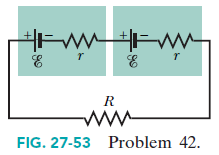 + - + -
ℰ r ℰ r
R
FIG. 27-53 Problem 42.